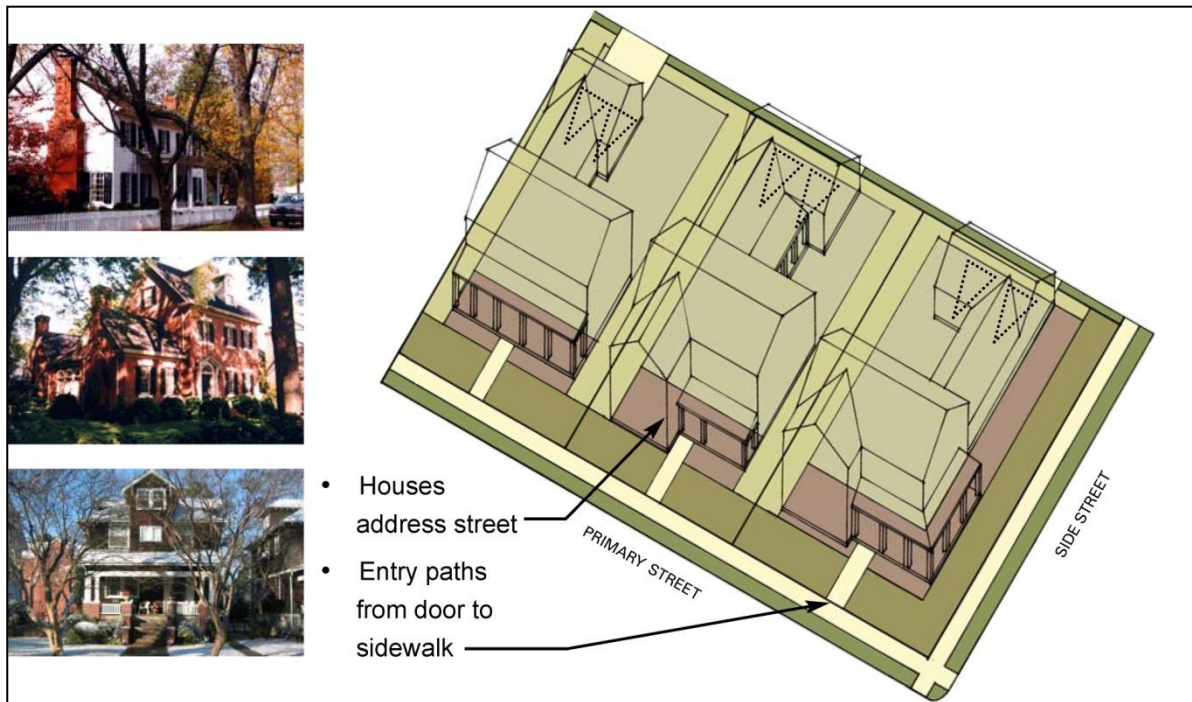 • Houses
address street
• Entry paths
from door to
sidewalk
PRIMARY STREET
SIDE STREET